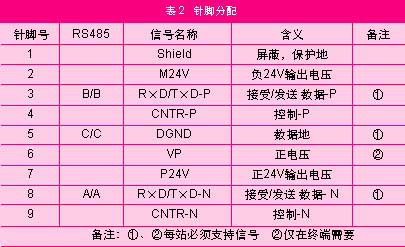 表2 针脚分配
针脚号 RS485 信号名称 含义 备注
1 Shield 屏蔽，保护地
2 M24V 负24V输出电压
3 B/B R×D/T×D-P 接受/发送 数据-P ①
4 CNTR-P 控制-P
5 C/C DGND 数据地 ①
6 VP 正电压 ②
7 P24V 正24V输出电压
8 A/A R×D/T×D-N 接受/发送 数据- N ①
9 CNTR-N 控制-N
备注：①、②每站必须支持信号 ②仅在终端需要